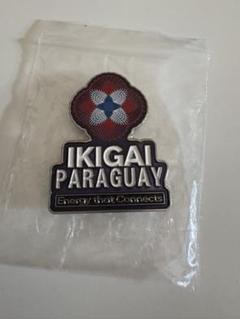 IKIGAI
PARAGUAY
Energy that Connects